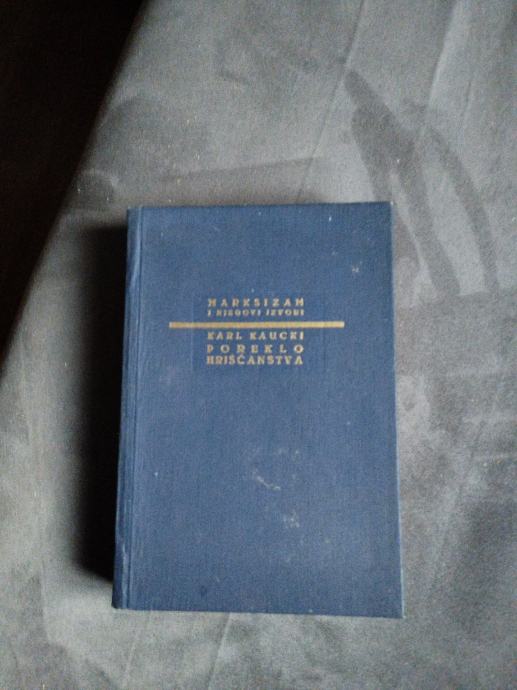 MARKSIZAM
I NJEGOVI IZVORI
KARL KAUCKI
POREKLO
HRIŠĆANSTVA